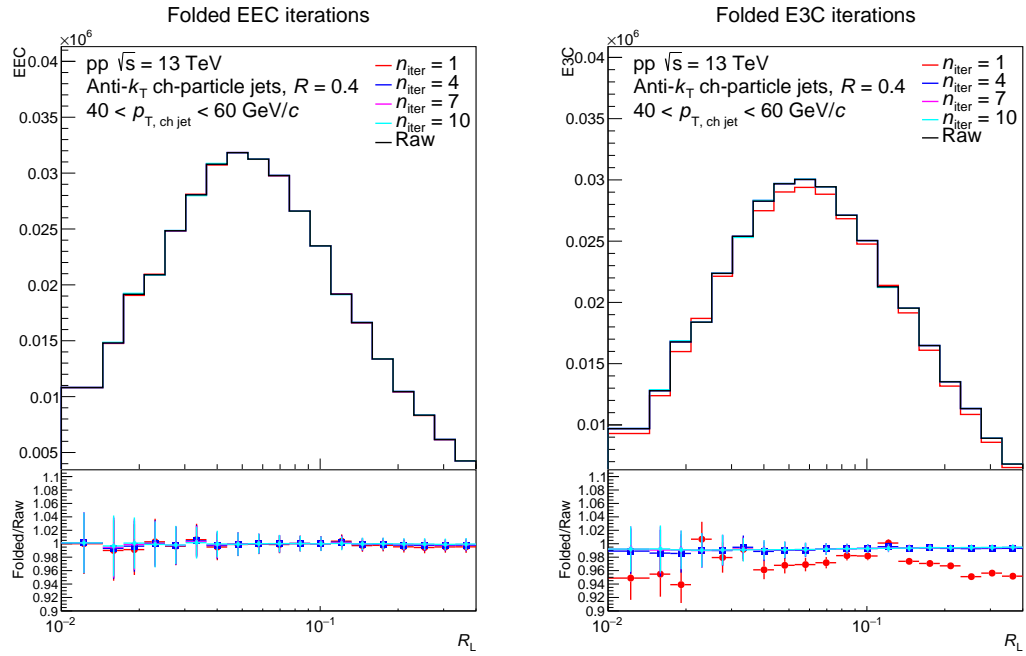 Folded EEC iterations
×10⁶
EEC
0.04
0.035
0.03
0.025
0.02
0.015
0.01
0.005
pp √s = 13 TeV
Anti-k_T ch-particle jets, R = 0.4
40 < p_T, ch jet < 60 GeV/c
n_iter = 1
n_iter = 4
n_iter = 7
n_iter = 10
Raw
Folded/Raw
1.1
1.08
1.06
1.04
1.02
1
0.98
0.96
0.94
0.92
0.9
10⁻²
10⁻¹
R_L
Folded E3C iterations
×10⁶
E3C
0.04
0.035
0.03
0.025
0.02
0.015
0.01
pp √s = 13 TeV
Anti-k_T ch-particle jets, R = 0.4
40 < p_T, ch jet < 60 GeV/c
n_iter = 1
n_iter = 4
n_iter = 7
n_iter = 10
Raw
Folded/Raw
1.1
1.08
1.06
1.04
1.02
1
0.98
0.96
0.94
0.92
0.9
10⁻²
10⁻¹
R_L